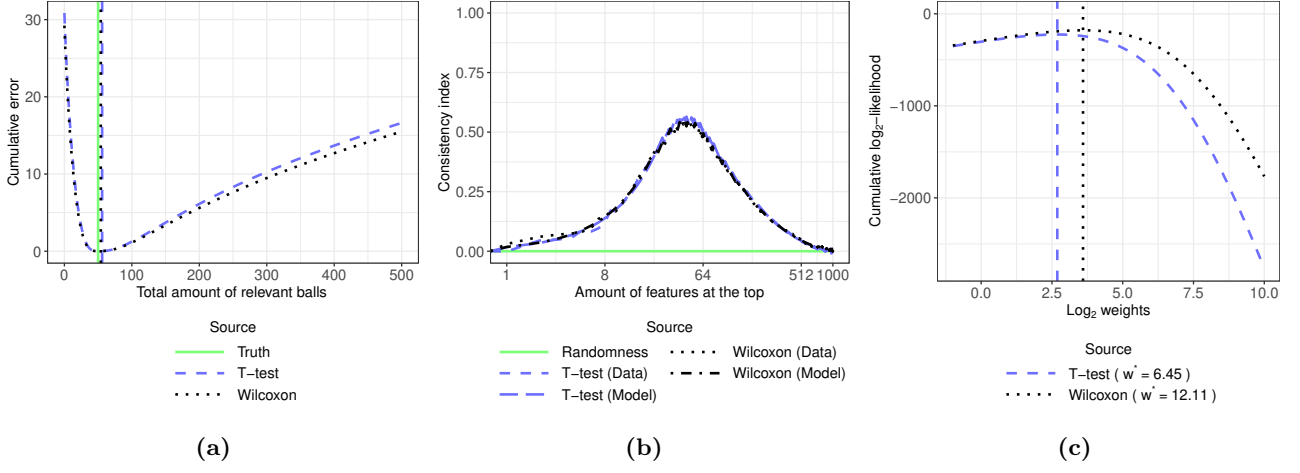 Cumulative error
30
20
10
0
0 100 200 300 400 500
Total amount of relevant balls
Source
Truth
T−test
Wilcoxon
(a)
Consistency index
1.00
0.75
0.50
0.25
0.00
1 8 64 512 1000
Amount of features at the top
Source
Randomness
T−test (Data)
T−test (Model)
Wilcoxon (Data)
Wilcoxon (Model)
(b)
Cumulative log₂−likelihood
0
−1000
−2000
0.0 2.5 5.0 7.5 10.0
Log₂ weights
Source
T−test ( w* = 6.45 )
Wilcoxon ( w* = 12.11 )
(c)